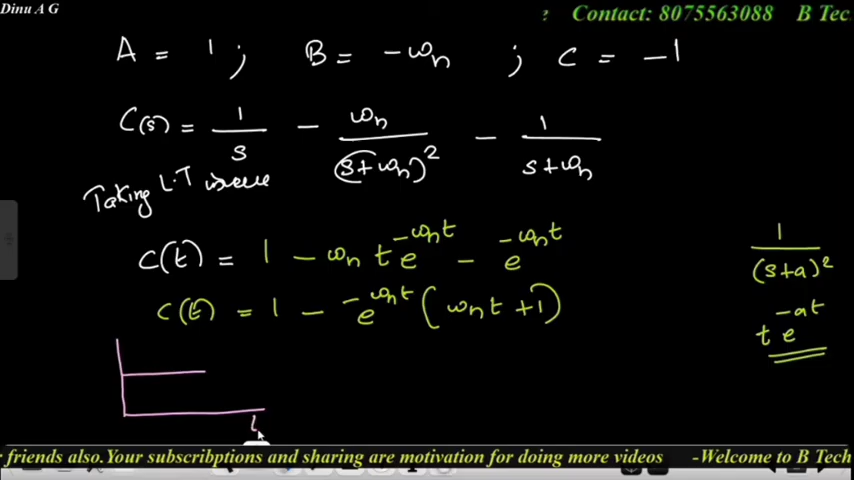 Dinu A G
? Contact: 8075563088 B Tec
A = 1 ; B = -ωn ; C = -1
C(s) = 1/s - ωn/(s+ωn)² - 1/(s+ωn)
Taking L.T inverse
c(t) = 1 - ωn t e^-ωnt - e^-ωnt
1/(s+a)²
c(t) = 1 - e^-ωnt (ωnt +1)
t e^-at
r friends also.Your subscribptions and sharing are motivation for doing more videos -Welcome to B Tech